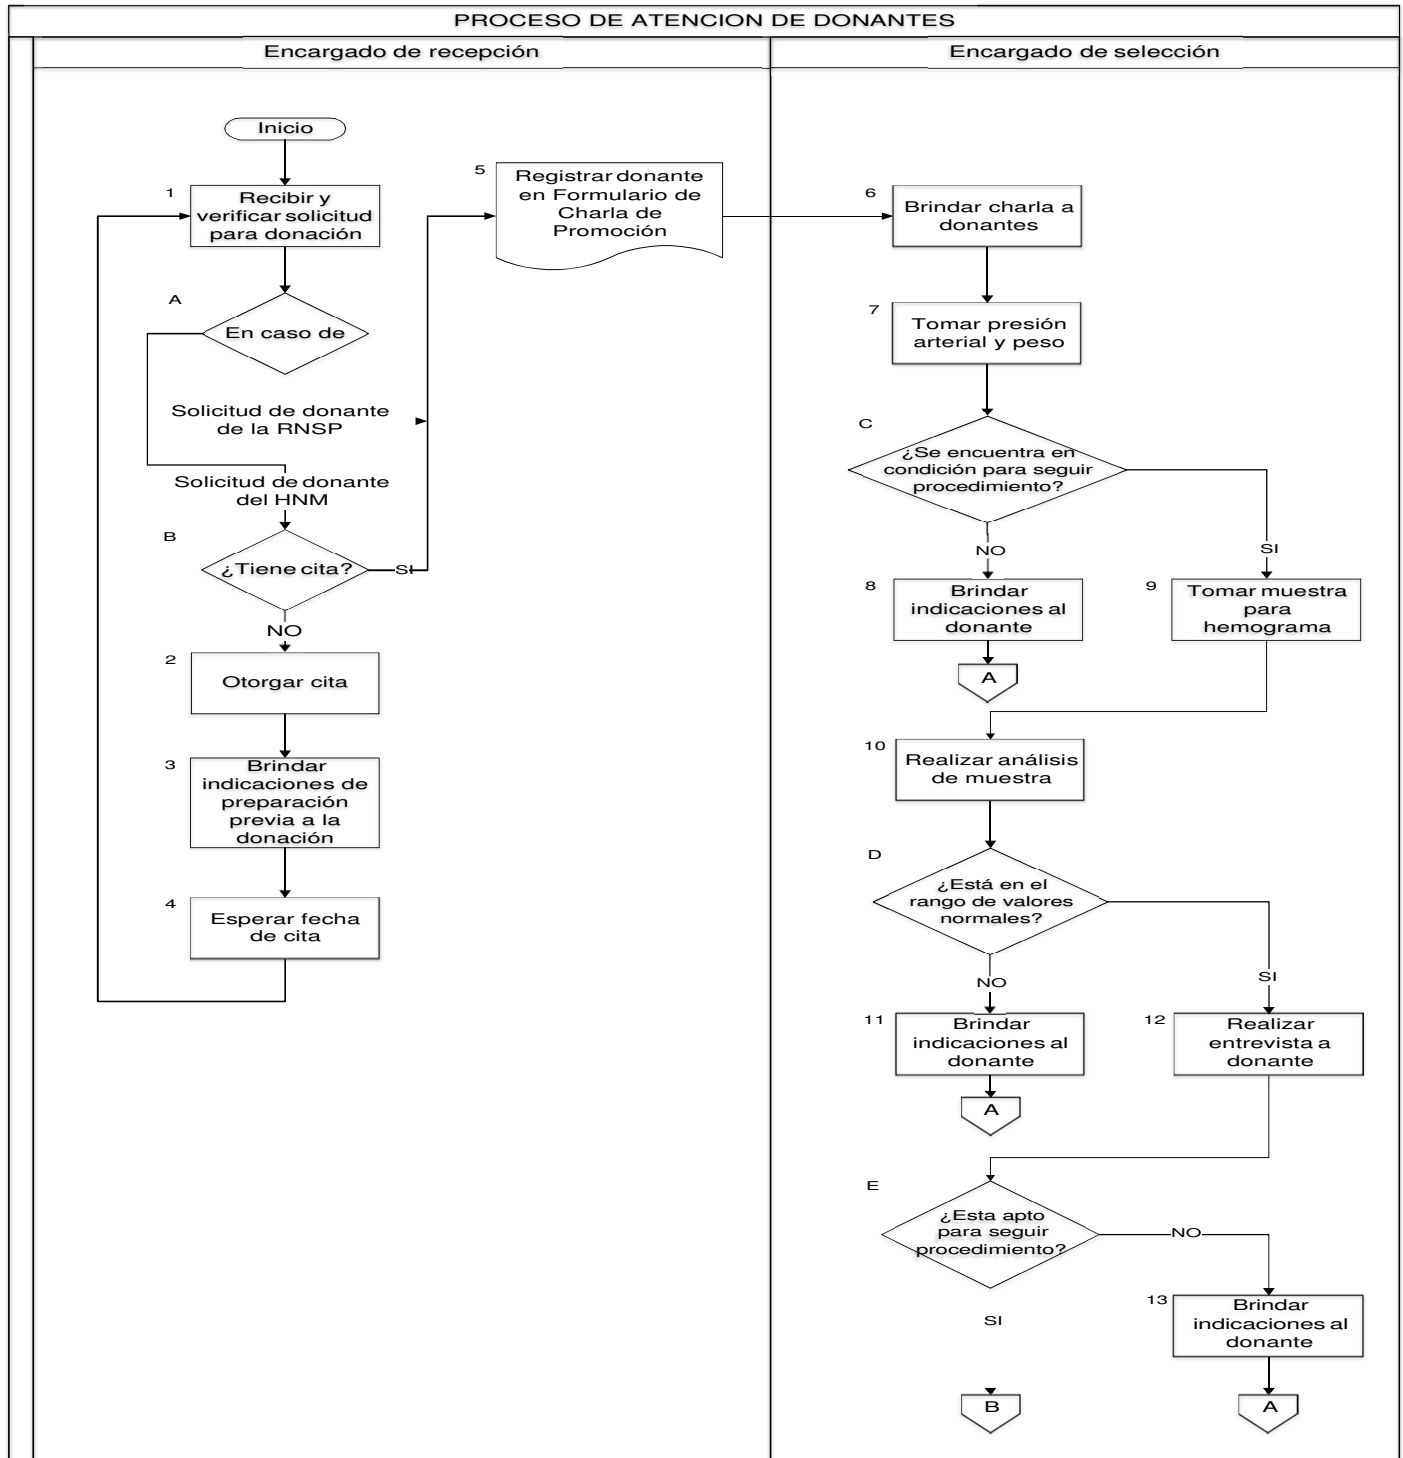 PROCESO DE ATENCION DE DONANTES
Encargado de recepción
Encargado de selección
Inicio
1
Recibir y
verificar solicitud
para donación
A
En caso de
Solicitud de donante
de la RNSP
Solicitud de donante
del HNM
B
¿Tiene cita?
SI
NO
2
Otorgar cita
3
Brindar
indicaciones de
preparación
previa a la
donación
4
Esperar fecha
de cita
5
Registrar donante
en Formulario de
Charla de
Promoción
6
Brindar charla a
donantes
7
Tomar presión
arterial y peso
C
¿Se encuentra en
condición para seguir
procedimiento?
NO
SI
8
Brindar
indicaciones al
donante
A
9
Tomar muestra
para
hemograma
10
Realizar análisis
de muestra
D
¿Está en el
rango de valores
normales?
NO
SI
11
Brindar
indicaciones al
donante
A
12
Realizar
entrevista a
donante
E
¿Esta apto
para seguir
procedimiento?
NO
SI
13
Brindar
indicaciones al
donante
B
A